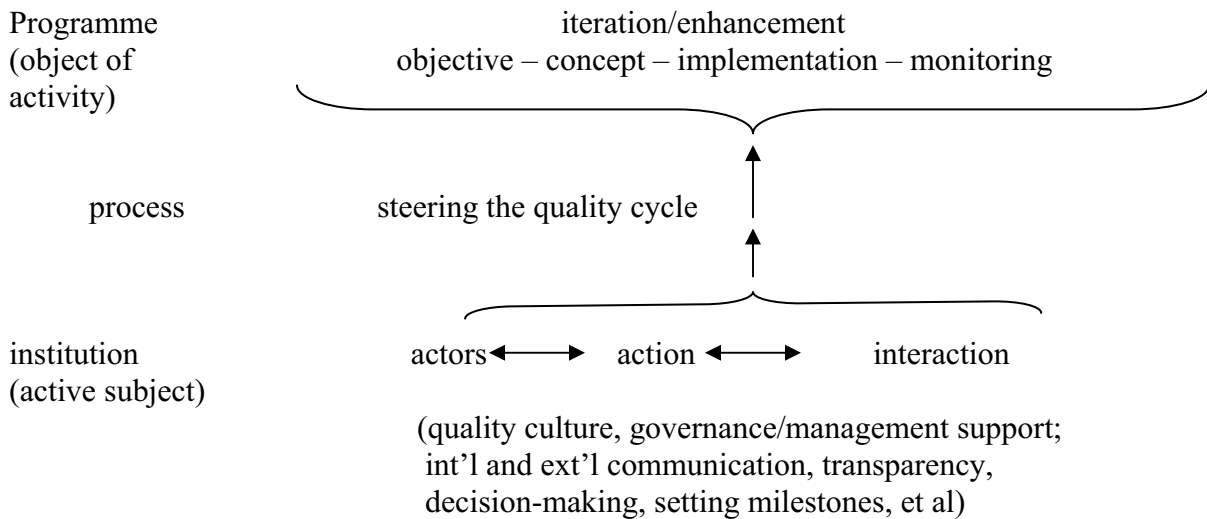 Programme iteration/enhancement
(object of objective – concept – implementation – monitoring
activity)
process steering the quality cycle
institution actors action interaction
(active subject)
(quality culture, governance/management support;
int’l and ext’l communication, transparency,
decision-making, setting milestones, et al)